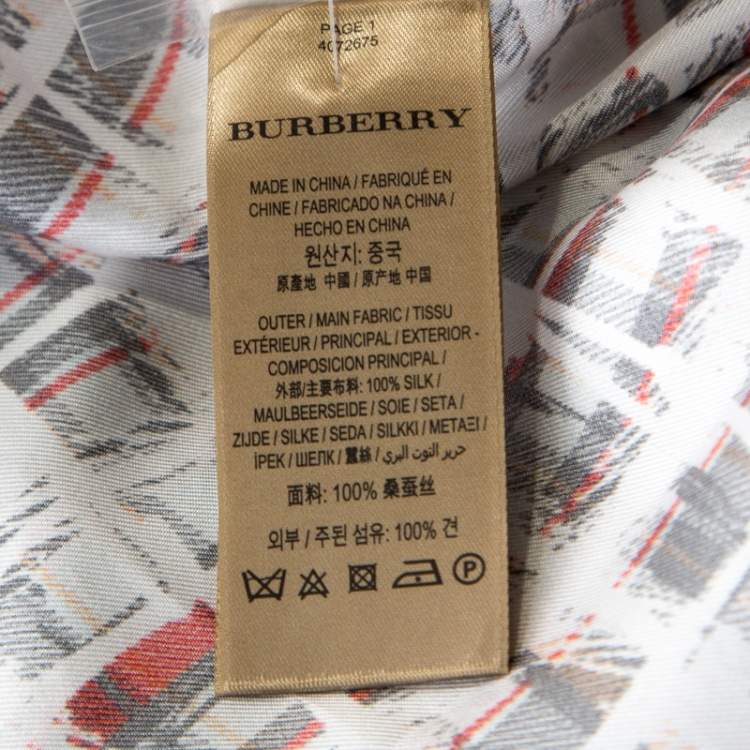 PAGE 1
4072675
BURBERRY
MADE IN CHINA / FABRIQUÉ EN
CHINE / FABRICADO NA CHINA /
HECHO EN CHINA
원산지: 중국
原產地 中國 / 原产地 中国
OUTER / MAIN FABRIC / TISSU
EXTÉRIEUR / PRINCIPAL / EXTERIOR -
COMPOSICION PRINCIPAL /
外部/主要布料: 100% SILK /
MAULBEERSEIDE / SOIE / SETA /
ZIJDE / SILKE / SEDA / SILKKI / ΜΕΤΑΞΙ /
İPEK / ШЕЛК / 蠶絲 / حرير التوت البري /
面料: 100% 桑蚕丝
외부 / 주된 섬유: 100% 견
P